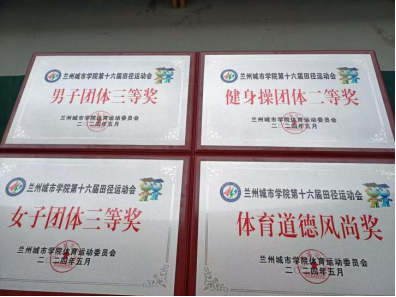 兰州城市学院第十六届田径运动会
男子团体三等奖
兰州城市学院体育运动委员会
二〇二四年五月
兰州城市学院第十六届田径运动会
健身操团体二等奖
兰州城市学院体育运动委员会
二〇二四年五月
兰州城市学院第十六届田径运动会
女子团体三等奖
兰州城市学院体育运动委员会
二〇二四年五月
兰州城市学院第十六届田径运动会
体育道德风尚奖
兰州城市学院体育运动委员会
二〇二四年五月